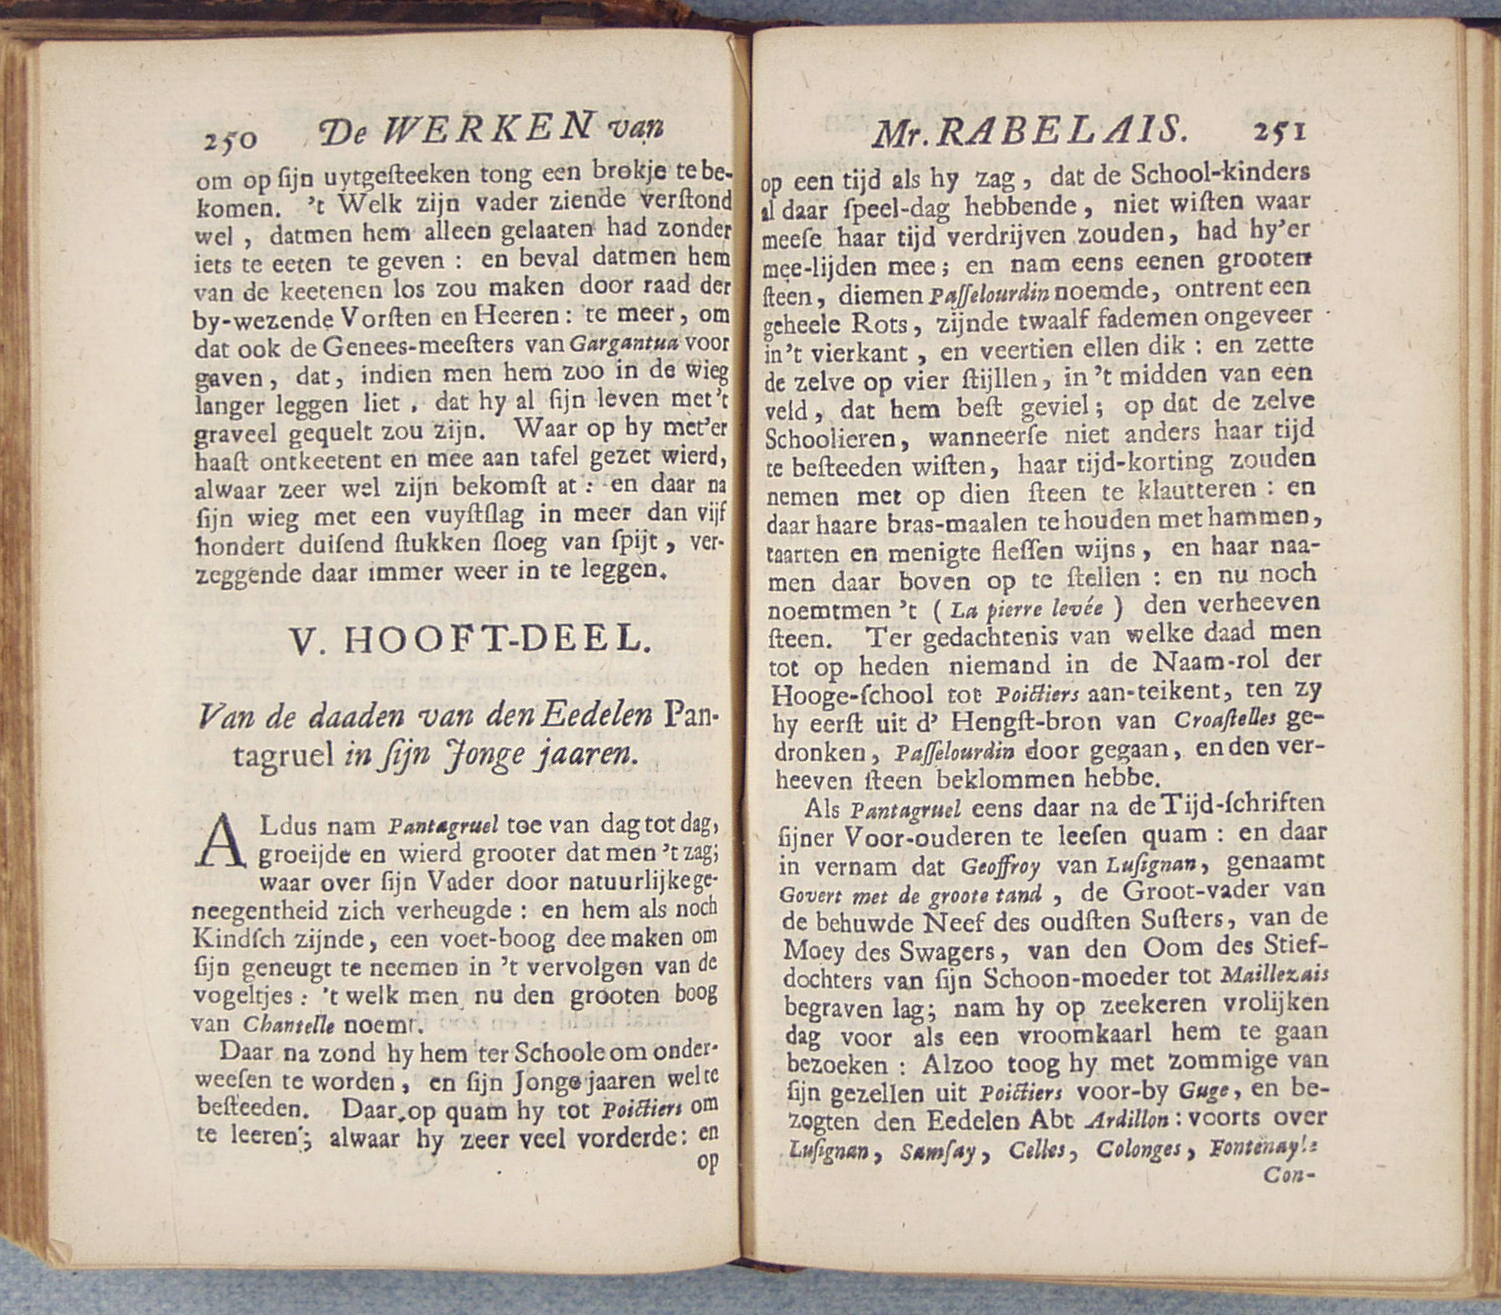 250 De WERKEN van
om op ſijn uytgeſteeken tong een brokje te be-
komen. 't Welk zijn vader ziende verſtond
wel, datmen hem alleen gelaaten had zonder
iets te eeten te geven : en beval datmen hem
van de keetenen los zou maken door raad der
by-wezende Vorſten en Heeren : te meer, om
dat ook de Genees-meeſters van Gargantua voor
gaven, dat, indien men hem zoo in de wieg
langer leggen liet, dat hy al ſijn leven met't
graveel gequelt zou zijn. Waar op hy met'er
haaſt ontkeetent en mee aan tafel gezet wierd,
alwaar zeer wel zijn bekomſt at : en daar na
ſijn wieg met een vuyſtſlag in meer dan vijf
hondert duiſend ſtukken ſloeg van ſpijt, ver-
zeggende daar immer weer in te leggen.
V. HOOFT-DEEL.
Van de daaden van den Eedelen Pan-
tagruel in ſijn Jonge jaaren.
ALdus nam Pantagruel toe van dag tot dag,
groeijde en wierd grooter dat men 't zag;
waar over ſijn Vader door natuurlijke ge-
neegentheid zich verheugde : en hem als noch
Kindſch zijnde, een voet-boog dee maken om
ſijn geneugt te neemen in 't vervolgen van de
vogeltjes : 't welk men nu den grooten boog
van Chantelle noemt.
Daar na zond hy hem ter Schoole om onder-
weeſen te worden, en ſijn Jonge jaaren wel te
beſteeden. Daar op quam hy tot Poictiers om
te leeren; alwaar hy zeer veel vorderde: en
op
Mr. RABELAIS. 251
op een tijd als hy zag, dat de School-kinders
al daar ſpeel-dag hebbende, niet wiſten waar
meeſe haar tijd verdrijven zouden, had hy'er
mee-lijden mee; en nam eens eenen grooten
ſteen, diemen Paſſelourdin noemde, ontrent een
geheele Rots, zijnde twaalf fademen ongeveer
in't vierkant, en veertien ellen dik : en zette
de zelve op vier ſtijllen, in 't midden van een
veld, dat hem beſt geviel; op dat de zelve
Schoolieren, wanneerſe niet anders haar tijd
te beſteeden wiſten, haar tijd-korting zouden
nemen met op dien ſteen te klautteren : en
daar haare bras-maalen te houden met hammen,
taarten en menigte fleſſen wijns, en haar naa-
men daar boven op te ſtellen : en nu noch
noemtmen 't ( La pierre levée ) den verheeven
ſteen. Ter gedachtenis van welke daad men
tot op heden niemand in de Naam-rol der
Hooge-ſchool tot Poictiers aan-teikent, ten zy
hy eerſt uit d' Hengſt-bron van Croaſtelles ge-
dronken, Paſſelourdin door gegaan, en den ver-
heeven ſteen beklommen hebbe.
Als Pantagruel eens daar na de Tijd-ſchriften
ſijner Voor-ouderen te leeſen quam : en daar
in vernam dat Geoffroy van Luſignan, genaamt
Govert met de groote tand, de Groot-vader van
de behuwde Neef des oudſten Suſters, van de
Moey des Swagers, van den Oom des Stief-
dochters van ſijn Schoon-moeder tot Maillezais
begraven lag; nam hy op zeekeren vrolijken
dag voor als een vroomkaarl hem te gaan
bezoeken : Alzoo toog hy met zommige van
ſijn gezellen uit Poictiers voor-by Guge, en be-
zogten den Eedelen Abt Ardillon : voorts over
Luſignan, Samſay, Celles, Colonges, Fontenay le
Con-